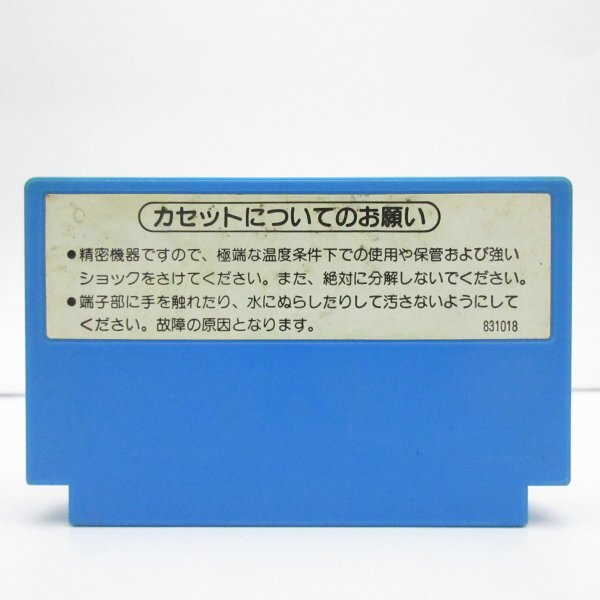 カセットについてのお願い
●精密機器ですので、極端な温度条件下での使用や保管および強い
ショックをさけてください。また、絶対に分解しないでください。
●端子部に手を触れたり、水にぬらしたりして汚さないようにして
ください。故障の原因となります。
831018